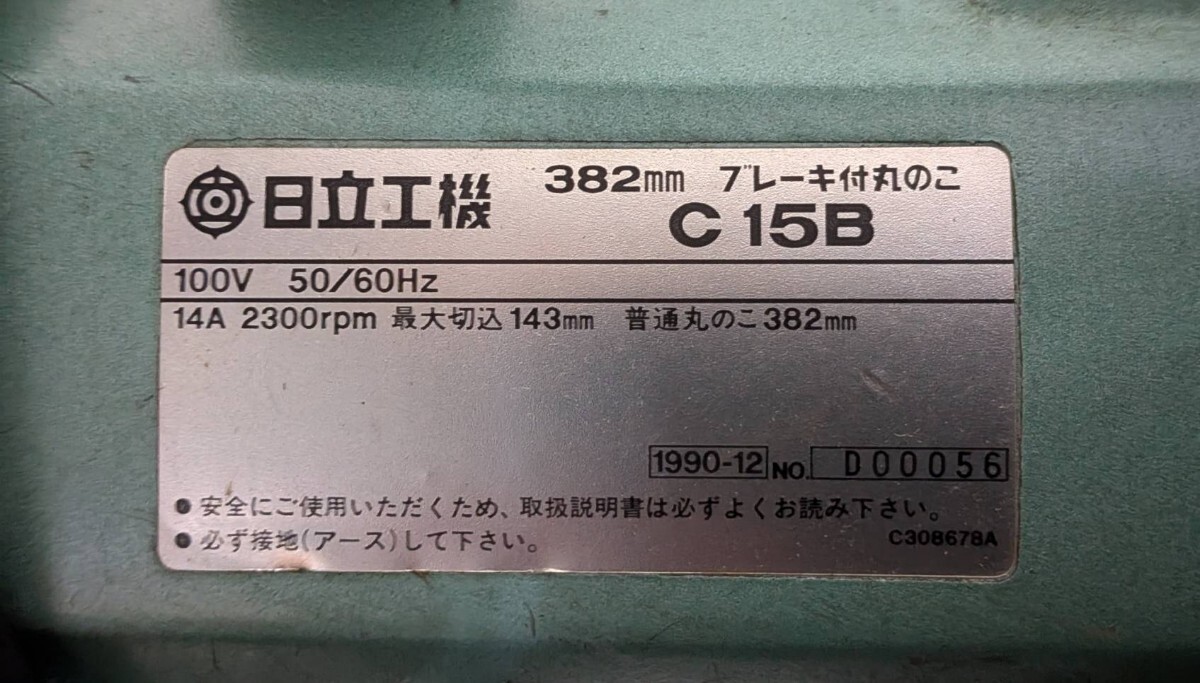 日立工機 382mm ブレーキ付丸のこ
C 15B
100V 50/60Hz
14A 2300rpm 最大切込 143mm 普通丸のこ 382mm
1990-12 NO. D00056
● 安全にご使用いただくため、取扱説明書は必ずよくお読み下さい。
● 必ず接地(アース)して下さい。 C308678A